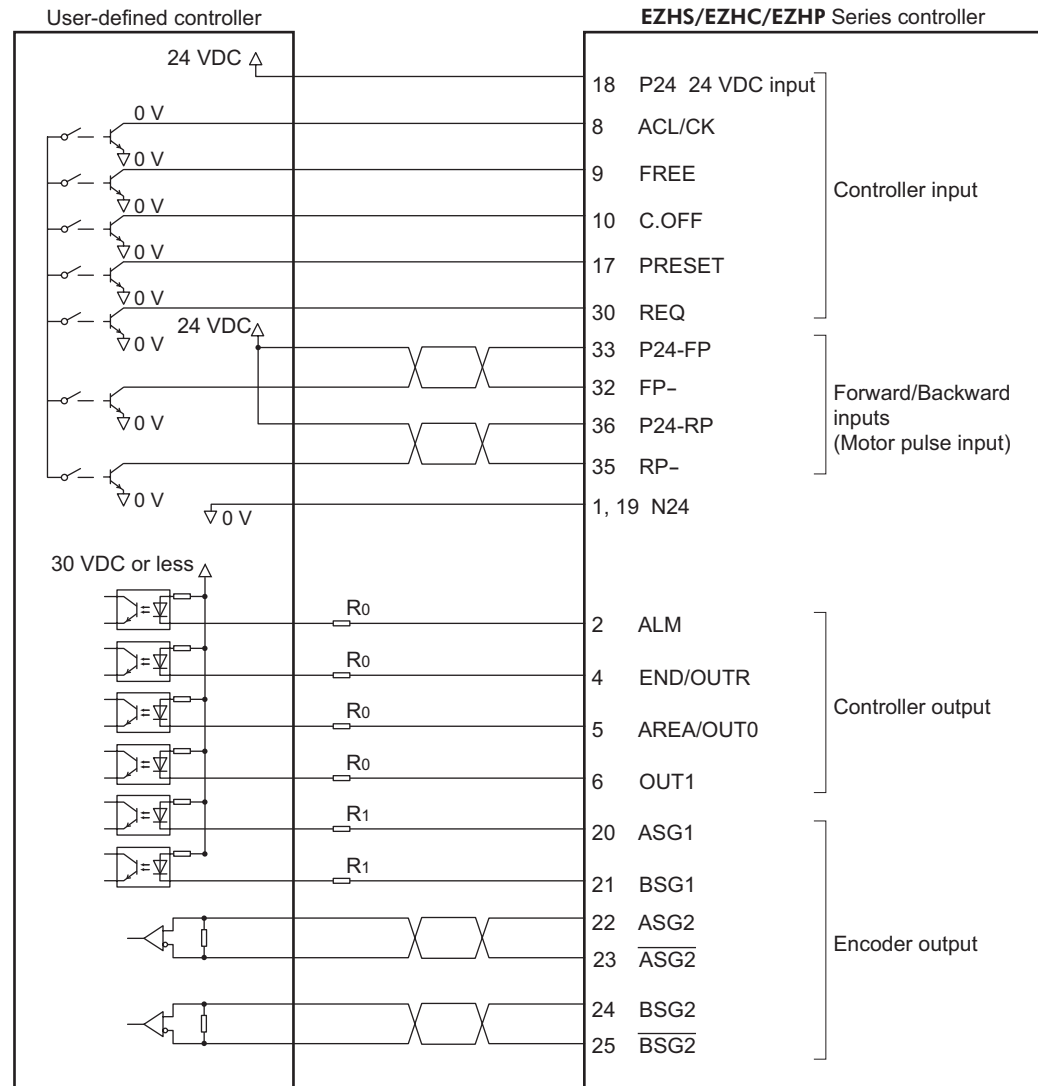 User-defined controller
EZHS/EZHC/EZHP Series controller
24 VDC
18 P24 24 VDC input
0 V
8 ACL/CK
0 V
9 FREE
Controller input
0 V
10 C.OFF
0 V
17 PRESET
0 V
30 REQ
24 VDC
0 V
33 P24-FP
32 FP-
Forward/Backward
inputs
(Motor pulse input)
0 V
36 P24-RP
35 RP-
0 V
1, 19 N24
0 V
30 VDC or less
R0
2 ALM
R0
4 END/OUTR
Controller output
R0
5 AREA/OUT0
R0
6 OUT1
R1
20 ASG1
R1
21 BSG1
22 ASG2
Encoder output
23 A̅S̅G̅2̅
24 BSG2
25 B̅S̅G̅2̅